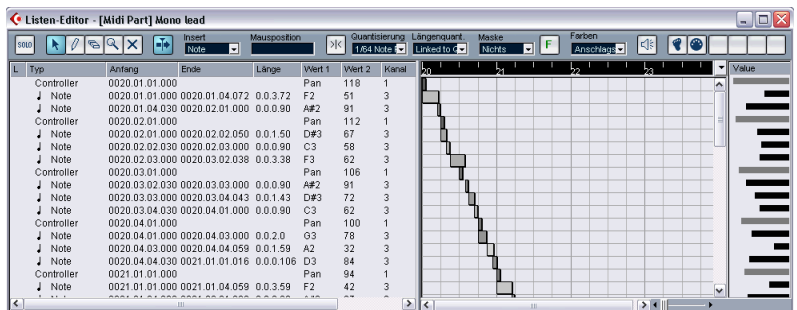 Listen-Editor - [Midi Part] Mono lead
SOLO Insert Mausposition Quantisierung Längenquant. Maske Farben
Note 1/64 Note Linked to Nichts F Anschlags
L Typ Anfang Ende Länge Wert 1 Wert 2 Kanal 20 21 22 23 Value
Controller 0020.01.01.000 Pan 118 1
Note 0020.01.01.000 0020.01.04.072 0.0.3.72 F2 51 3
Note 0020.01.04.030 0020.02.01.000 0.0.0.90 A#2 91 3
Controller 0020.02.01.000 Pan 112 1
Note 0020.02.01.000 0020.02.02.050 0.0.1.50 D#3 67 3
Note 0020.02.02.030 0020.02.03.000 0.0.0.90 C3 58 3
Note 0020.02.03.000 0020.03.02.038 0.0.3.38 F3 62 3
Controller 0020.03.01.000 Pan 106 1
Note 0020.03.02.030 0020.03.03.000 0.0.0.90 A#2 91 3
Note 0020.03.03.000 0020.03.04.043 0.0.1.43 D#3 72 3
Note 0020.03.04.030 0020.04.01.000 0.0.0.90 C3 62 3
Controller 0020.04.01.000 Pan 100 1
Note 0020.04.01.000 0020.04.03.000 0.0.2.0 G3 78 3
Note 0020.04.03.000 0020.04.04.059 0.0.1.59 A2 32 3
Note 0020.04.04.030 0021.01.01.016 0.0.0.106 D3 84 3
Controller 0021.01.01.000 Pan 94 1
Note 0021.01.01.000 0021.01.04.059 0.0.3.59 F2 42 3